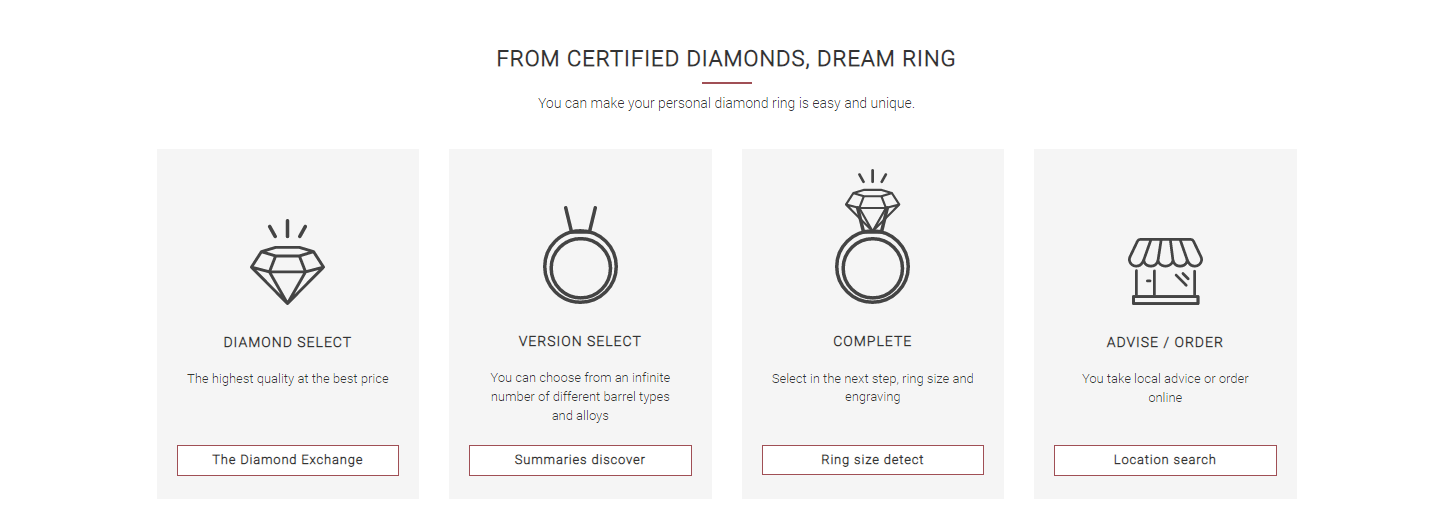 FROM CERTIFIED DIAMONDS, DREAM RING
You can make your personal diamond ring is easy and unique.
DIAMOND SELECT
The highest quality at the best price
The Diamond Exchange
VERSION SELECT
You can choose from an infinite
number of different barrel types
and alloys
Summaries discover
COMPLETE
Select in the next step, ring size and
engraving
Ring size detect
ADVISE / ORDER
You take local advice or order
online
Location search